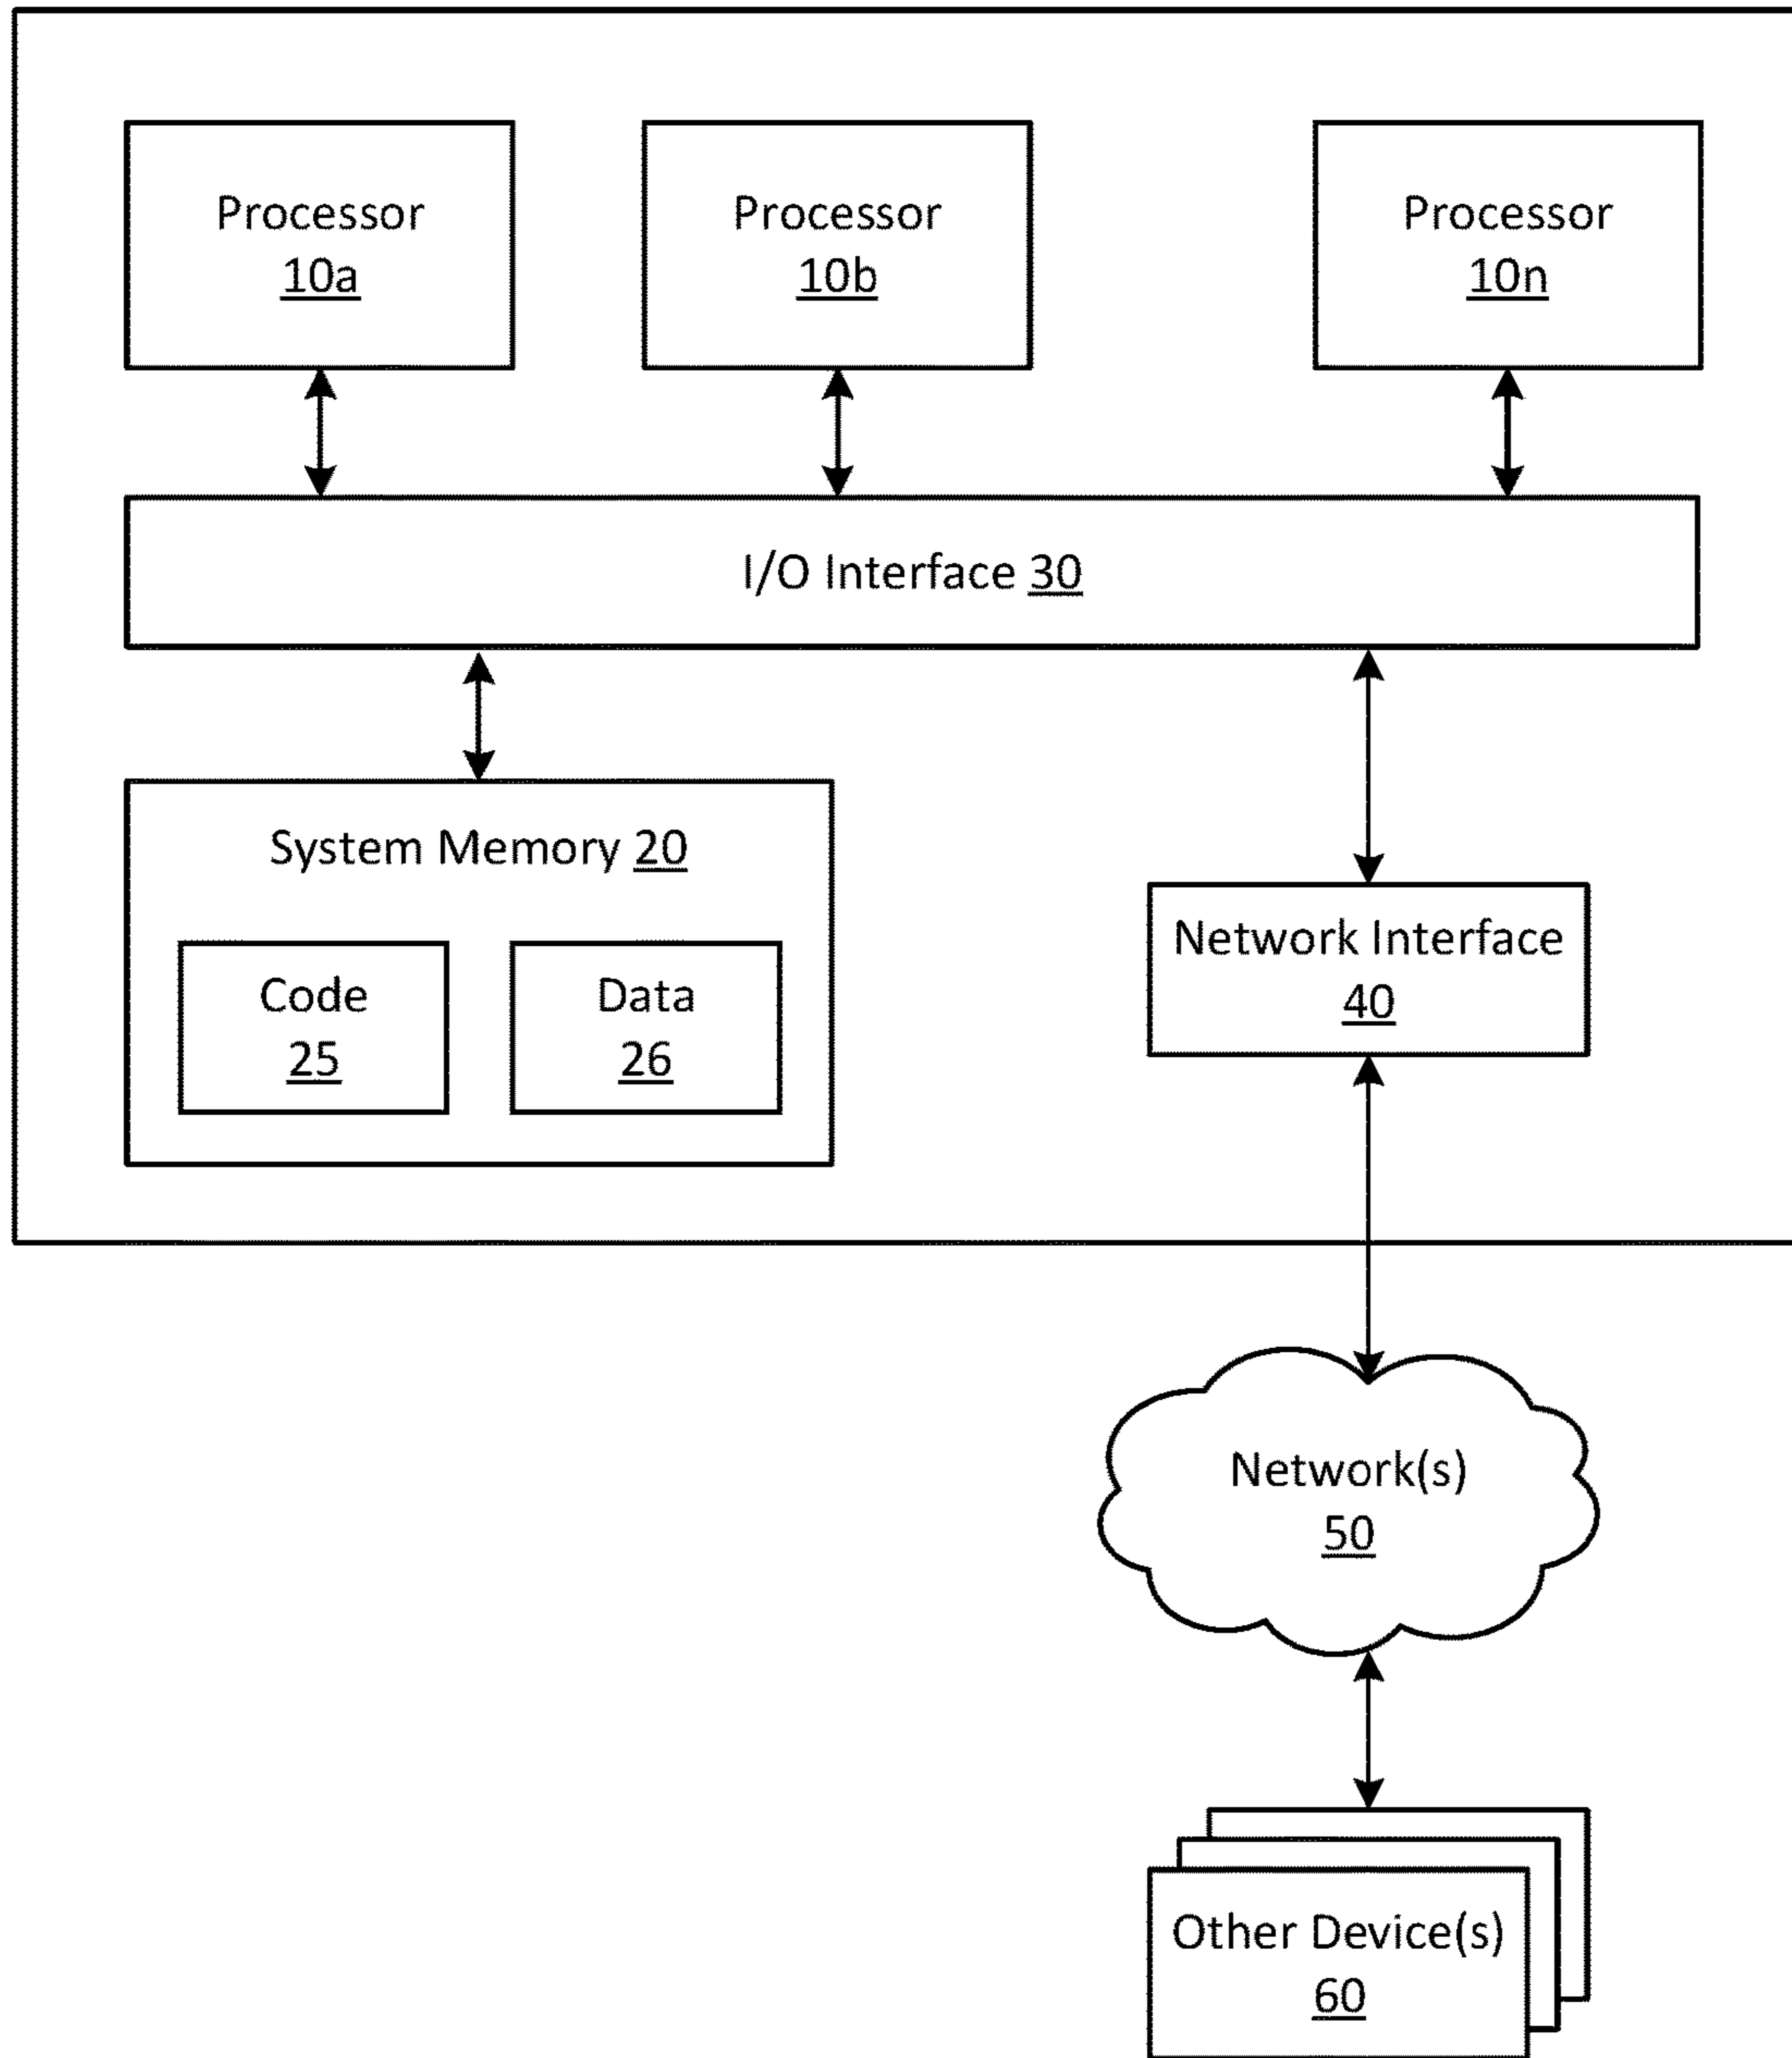 Processor
10a
Processor
10b
Processor
10n
I/O Interface 30
System Memory 20
Code
25
Data
26
Network Interface
40
Network(s)
50
Other Device(s)
60